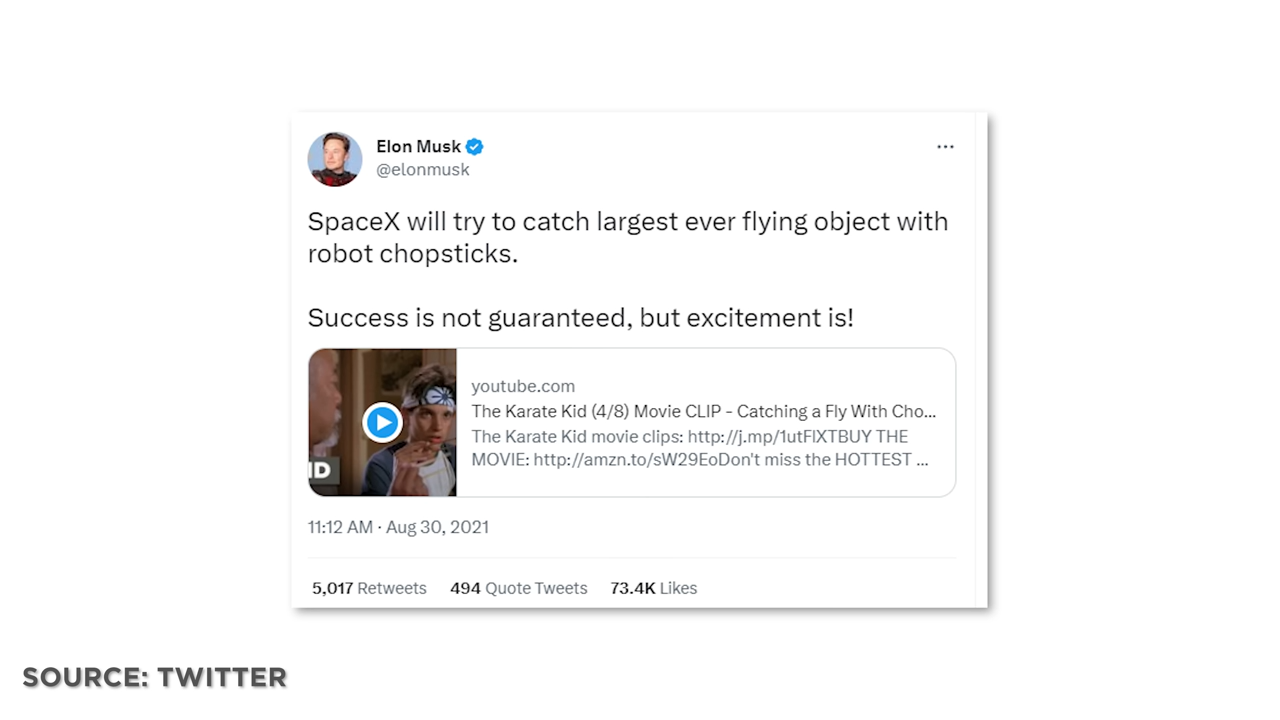 Elon Musk
@elonmusk
SpaceX will try to catch largest ever flying object with
robot chopsticks.
Success is not guaranteed, but excitement is!
youtube.com
The Karate Kid (4/8) Movie CLIP - Catching a Fly With Cho...
The Karate Kid movie clips: http://j.mp/1utFlXTBUY THE
MOVIE: http://amzn.to/sW29EoDon't miss the HOTTEST ...
ID
11:12 AM · Aug 30, 2021
5,017 Retweets 494 Quote Tweets 73.4K Likes
SOURCE: TWITTER